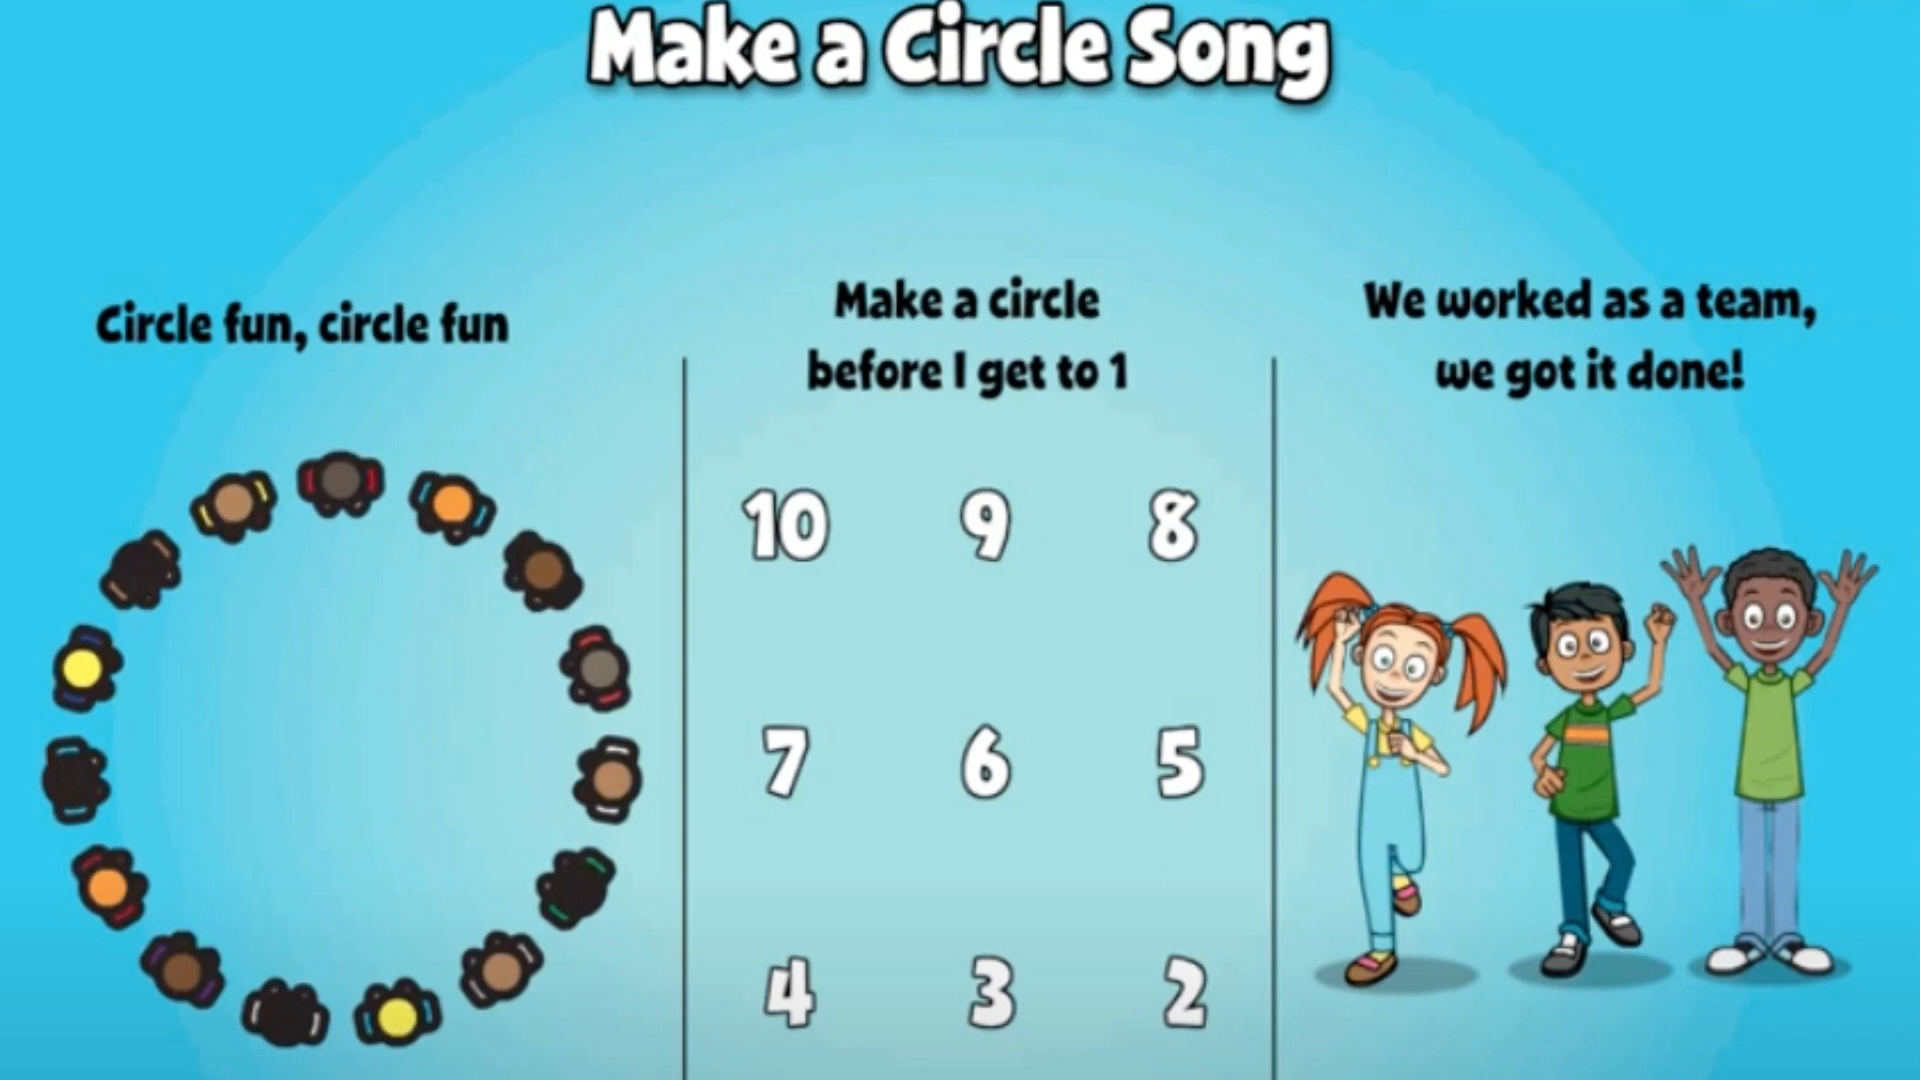 Make a Circle Song
Circle fun, circle fun
Make a circle
before I get to 1
10 9 8
7 6 5
4 3 2
We worked as a team,
we got it done!